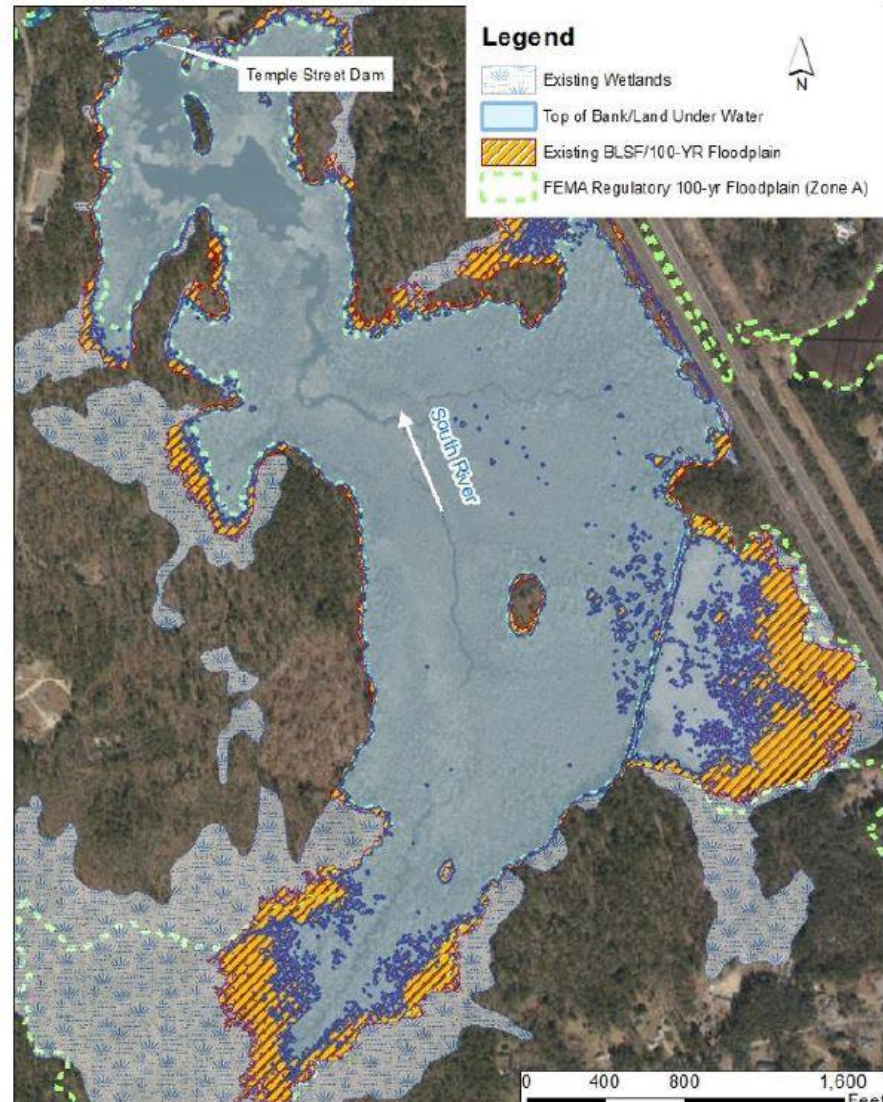 Temple Street Dam
Legend
N
Existing Wetlands
Top of Bank/Land Under Water
Existing BLSF/100-YR Floodplain
FEMA Regulatory 100-yr Floodplain (Zone A)
South River
0 400 800 1,600
Feet